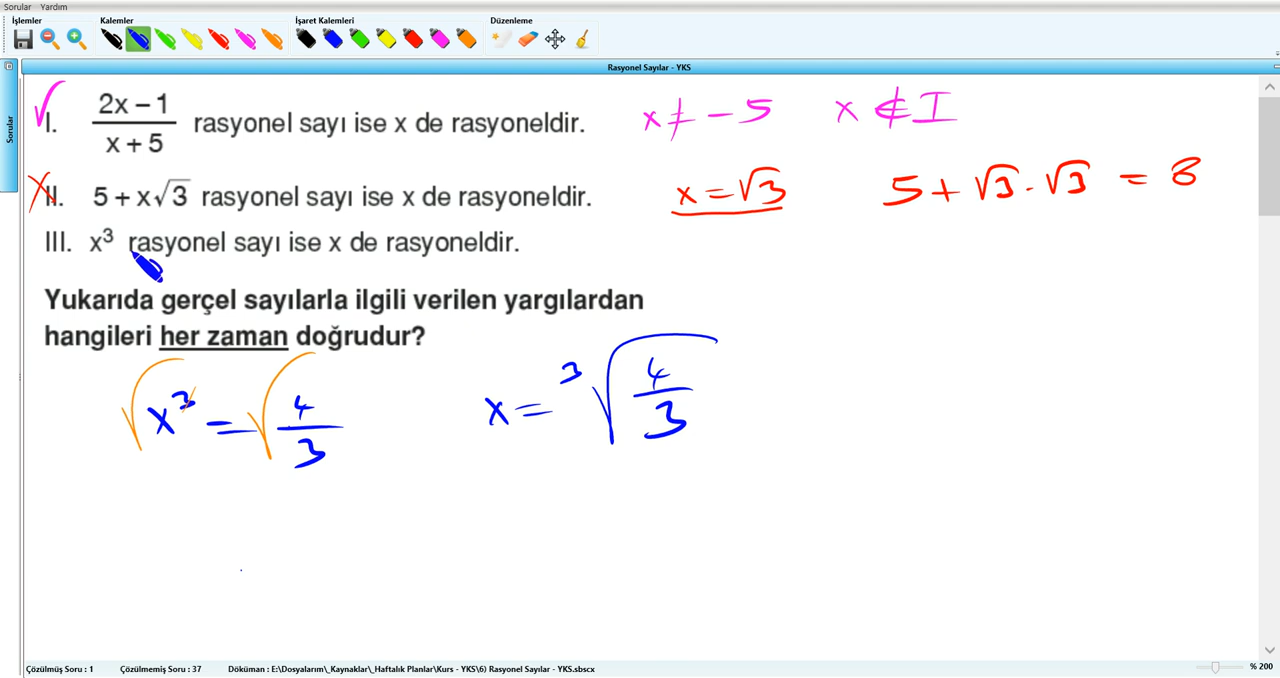 Sorular Yardım
İşlemler Kalemler İşaret Kalemleri Düzenleme
Rasyonel Sayılar - YKS
Sorular
√ I. (2x – 1)/(x + 5) rasyonel sayı ise x de rasyoneldir. x ≠ -5 x ∉ I
X II. 5 + x√3 rasyonel sayı ise x de rasyoneldir. x = √3 5 + √3 . √3 = 8
III. x³ rasyonel sayı ise x de rasyoneldir.
Yukarıda gerçel sayılarla ilgili verilen yargılardan
hangileri her zaman doğrudur?
√x³ = √(4/3) x = ³√(4/3)
Çözülmüş Soru : 1 Çözülmemiş Soru : 37 Döküman : E:\Dosyalarım\_Kaynaklar\_Haftalık Planlar\Kurs - YKS\6) Rasyonel Sayılar - YKS.sbscx % 200